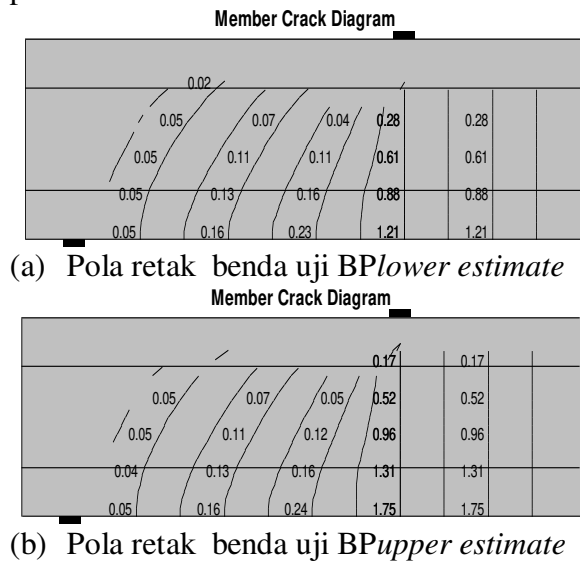 Member Crack Diagram
0.02
0.05 0.07 0.04 0.28 0.28
0.05 0.11 0.11 0.61 0.61
0.05 0.13 0.16 0.88 0.88
0.05 0.16 0.23 1.21 1.21
(a) Pola retak benda uji BPlower estimate
Member Crack Diagram
0.17 0.17
0.05 0.07 0.05 0.52 0.52
0.05 0.11 0.12 0.96 0.96
0.04 0.13 0.16 1.31 1.31
0.05 0.16 0.24 1.75 1.75
(b) Pola retak benda uji BPupper estimate